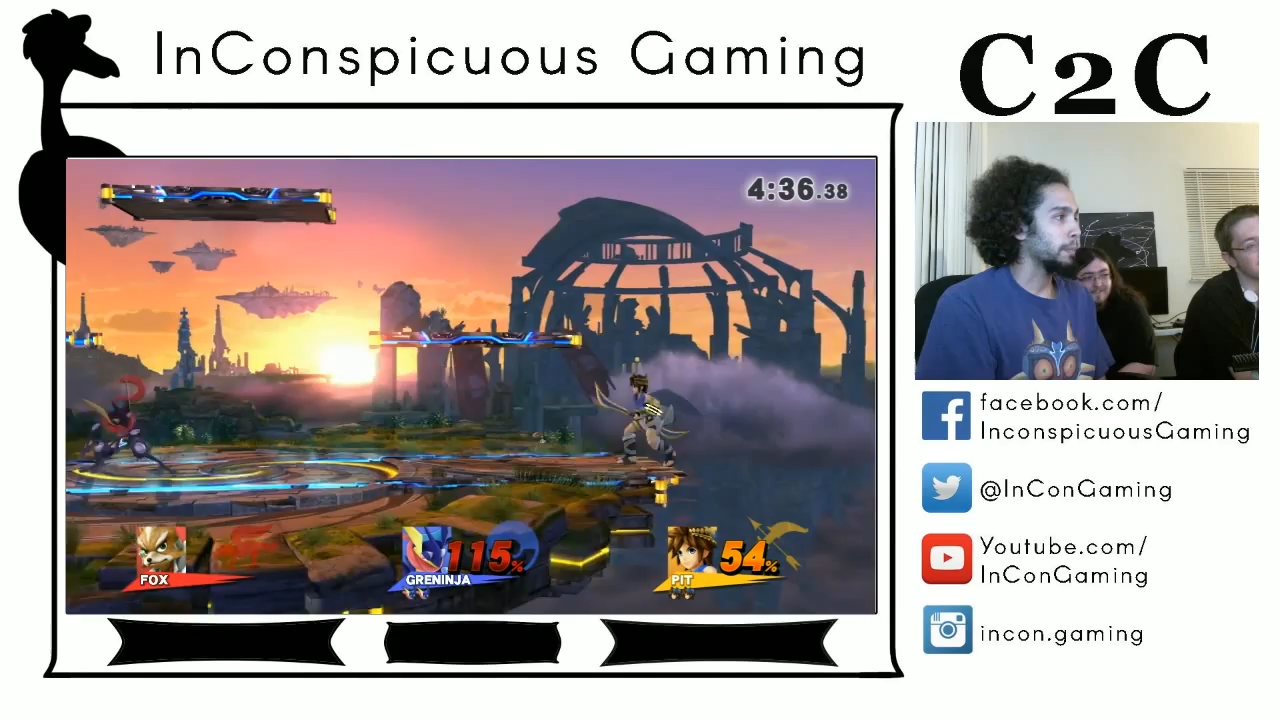 InConspicuous Gaming
C2C
4:36.38
FOX
115%
GRENINJA
54%
PIT
facebook.com/
InconspicuousGaming
@InConGaming
Youtube.com/
InConGaming
incon.gaming